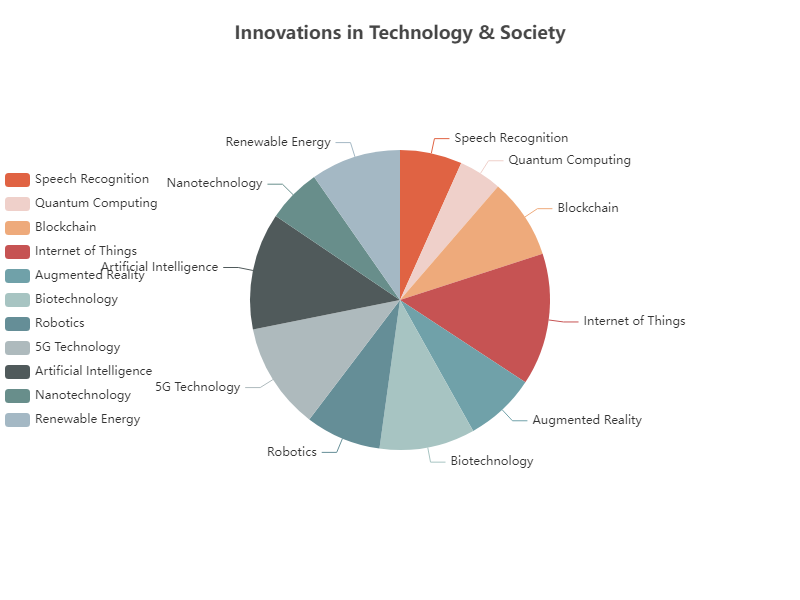 Innovations in Technology & Society
Speech Recognition
Quantum Computing
Blockchain
Internet of Things
Augmented Reality
Biotechnology
Robotics
5G Technology
Artificial Intelligence
Nanotechnology
Renewable Energy
Speech Recognition
Quantum Computing
Blockchain
Internet of Things
Augmented Reality
Biotechnology
Robotics
5G Technology
Artificial Intelligence
Nanotechnology
Renewable Energy